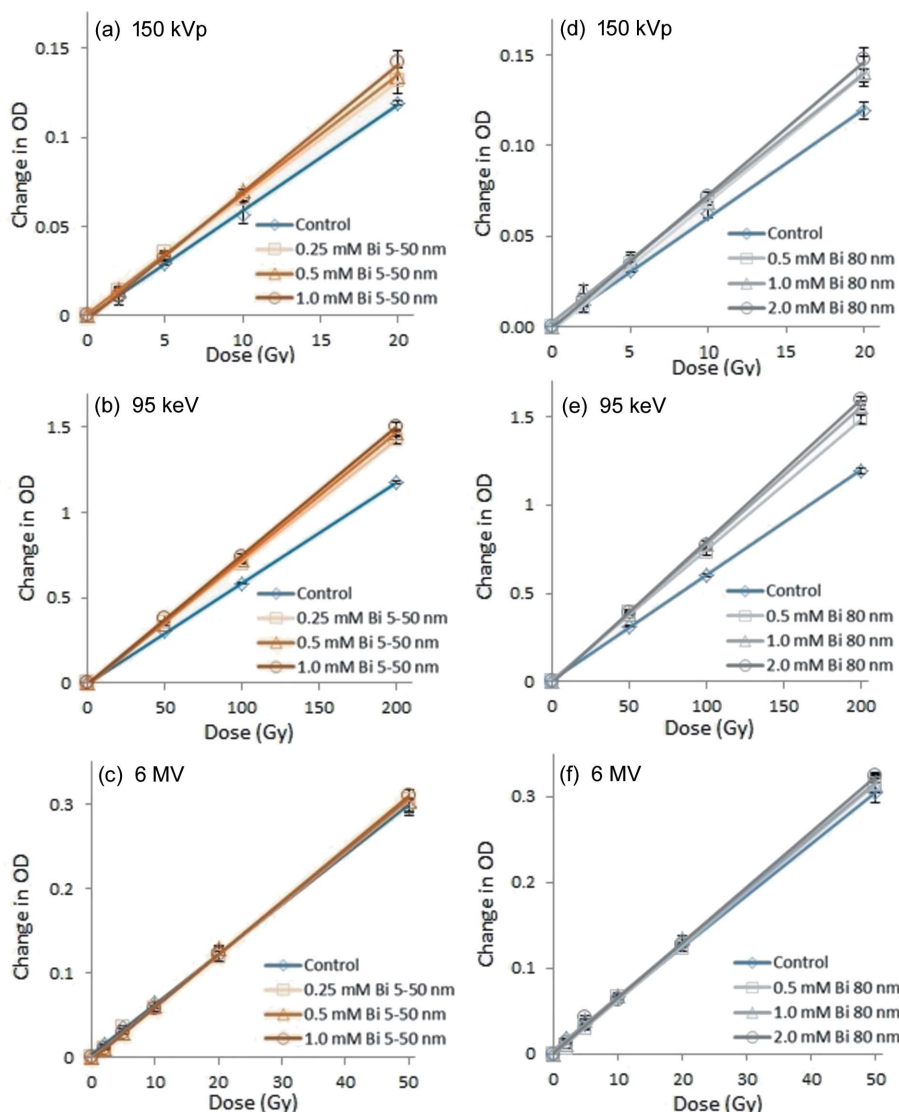 (a) 150 kVp
0.15
0.1
0.05
0
Change in OD
Control
0.25 mM Bi 5-50 nm
0.5 mM Bi 5-50 nm
1.0 mM Bi 5-50 nm
0 5 10 15 20
Dose (Gy)
(d) 150 kVp
0.15
0.10
0.05
0.00
Change in OD
Control
0.5 mM Bi 80 nm
1.0 mM Bi 80 nm
2.0 mM Bi 80 nm
0 5 10 15 20
Dose (Gy)
(b) 95 keV
1.5
1
0.5
0
Change in OD
Control
0.25 mM Bi 5-50 nm
0.5 mM Bi 5-50 nm
1.0 mM Bi 5-50 nm
0 50 100 150 200
Dose (Gy)
(e) 95 keV
1.5
1.0
0.5
0
Change in OD
Control
0.5 mM Bi 80 nm
1.0 mM Bi 80 nm
2.0 mM Bi 80 nm
0 50 100 150 200
Dose (Gy)
(c) 6 MV
0.3
0.2
0.1
0
Change in OD
Control
0.25 mM Bi 5-50 nm
0.5 mM Bi 5-50 nm
1.0 mM Bi 5-50 nm
0 10 20 30 40 50
Dose (Gy)
(f) 6 MV
0.3
0.2
0.1
0
Change in OD
Control
0.5 mM Bi 80 nm
1.0 mM Bi 80 nm
2.0 mM Bi 80 nm
0 10 20 30 40 50
Dose (Gy)